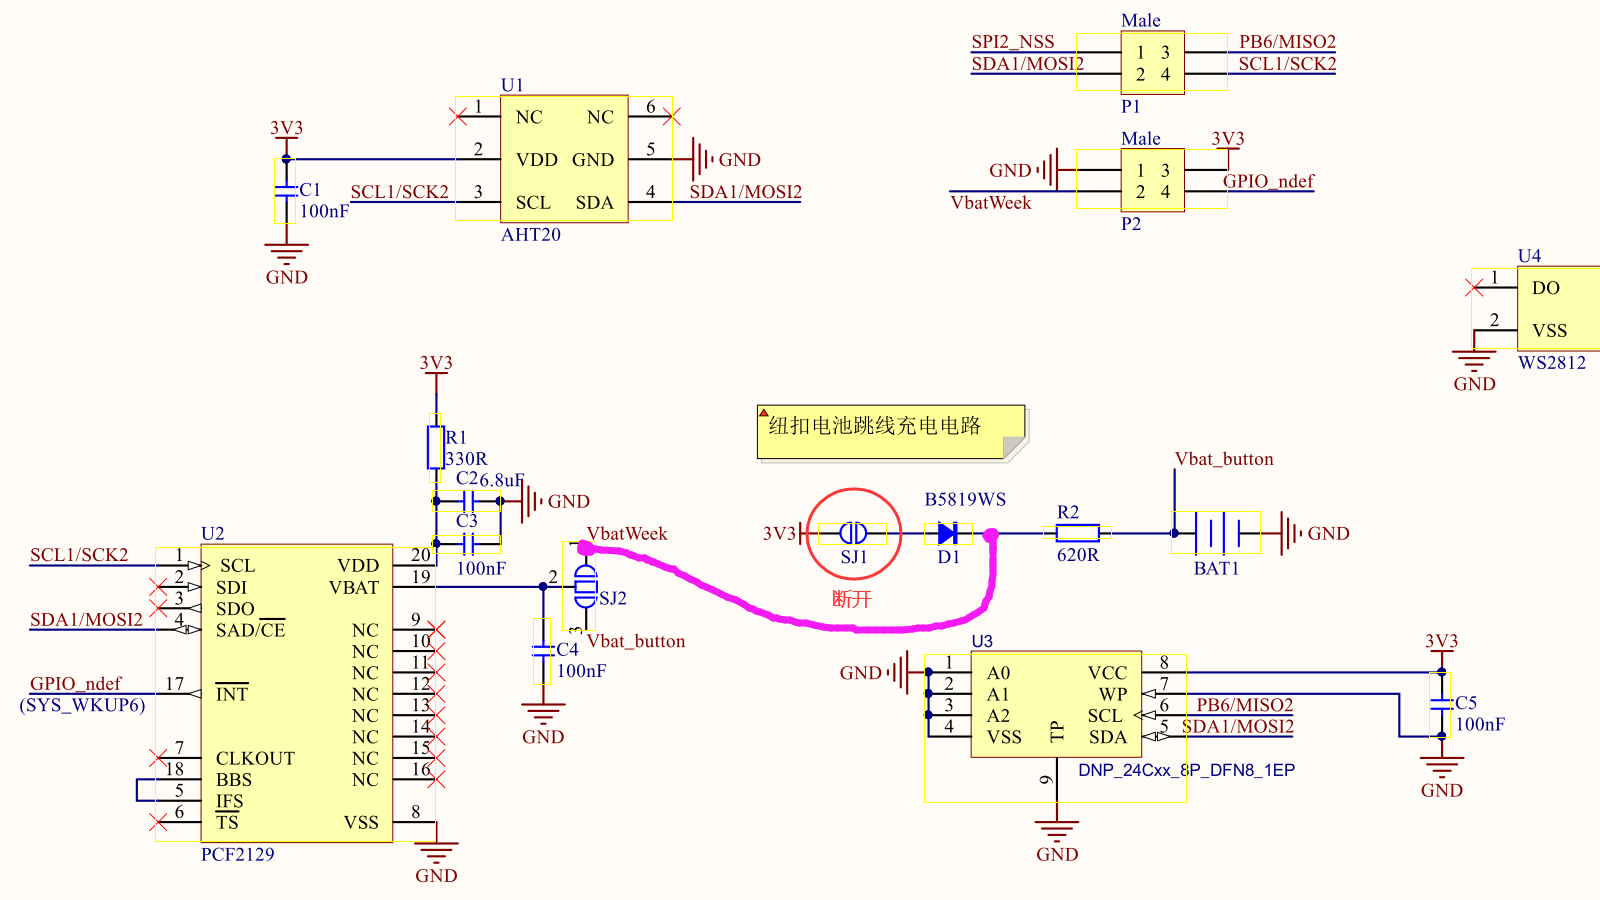 Male
SPI2_NSS 1 3 PB6/MISO2
SDA1/MOSI2 2 4 SCL1/SCK2
P1
U1
1 NC NC 6
3V3
2 VDD GND 5 GND
C1
100nF
SCL1/SCK2 3 SCL SDA 4 SDA1/MOSI2
AHT20
GND
Male
3V3
GND 1 3
VbatWeek 2 4 GPIO_ndef
P2
U4
1 DO
2 VSS
WS2812
GND
3V3
R1
330R
C2 6.8uF
GND
C3
100nF
U2
SCL1/SCK2 1 SCL VDD 20
2 SDI VBAT 19
3 SDO
SDA1/MOSI2 4 SAD/CE NC 9
NC 10
NC 11
GPIO_ndef 17 INT NC 12
(SYS_WKUP6)
NC 13
NC 14
7 CLKOUT NC 15
18 BBS NC 16
5 IFS
6 TS VSS 8
PCF2129
GND
VbatWeek
1
2
SJ2
3
Vbat_button
C4
100nF
GND
纽扣电池跳线充电电路
3V3
SJ1
断开
B5819WS
D1
R2
620R
Vbat_button
BAT1
GND
U3
GND 1 A0 VCC 8
2 A1 WP 7
3 A2 SCL 6 PB6/MISO2
4 VSS SDA 5 SDA1/MOSI2
TP
9
DNP_24Cxx_8P_DFN8_1EP
GND
3V3
C5
100nF
GND